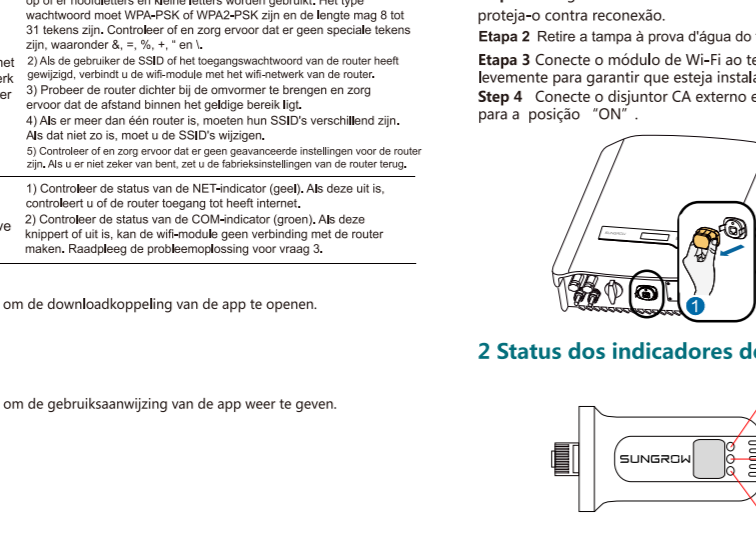 op of er hoofdletters en kleine letters worden gebruikt. Het type
wachtwoord moet WPA-PSK of WPA2-PSK zijn en de lengte mag 8 tot
31 tekens zijn. Controleer of en zorg ervoor dat er geen speciale tekens
zijn, waaronder &, =, %, +, “ en \.
2) Als de gebruiker de SSID of het toegangswachtwoord van de router heeft
gewijzigd, verbindt u de wifi-module met het wifi-netwerk van de router.
3) Probeer de router dichter bij de omvormer te brengen en zorg
ervoor dat de afstand binnen het geldige bereik ligt.
4) Als er meer dan één router is, moeten hun SSID's verschillend zijn.
Als dat niet zo is, moet u de SSID's wijzigen.
5) Controleer of en zorg ervoor dat er geen geavanceerde instellingen voor de router
zijn. Als u er niet zeker van bent, zet u de fabrieksinstellingen van de router terug.
1) Controleer de status van de NET-indicator (geel). Als deze uit is,
controleert u of de router toegang tot heeft internet.
2) Controleer de status van de COM-indicator (groen). Als deze
knippert of uit is, kan de wifi-module geen verbinding met de router
maken. Raadpleeg de probleemoplossing voor vraag 3.
om de downloadkoppeling van de app te openen.
om de gebruiksaanwijzing van de app weer te geven.
proteja-o contra reconexão.
Etapa 2 Retire a tampa à prova d'água do
Etapa 3 Conecte o módulo de Wi-Fi ao te
levemente para garantir que esteja instala
Step 4 Conecte o disjuntor CA externo e
para a posição “ON”.
1
2 Status dos indicadores d
SUNGROW